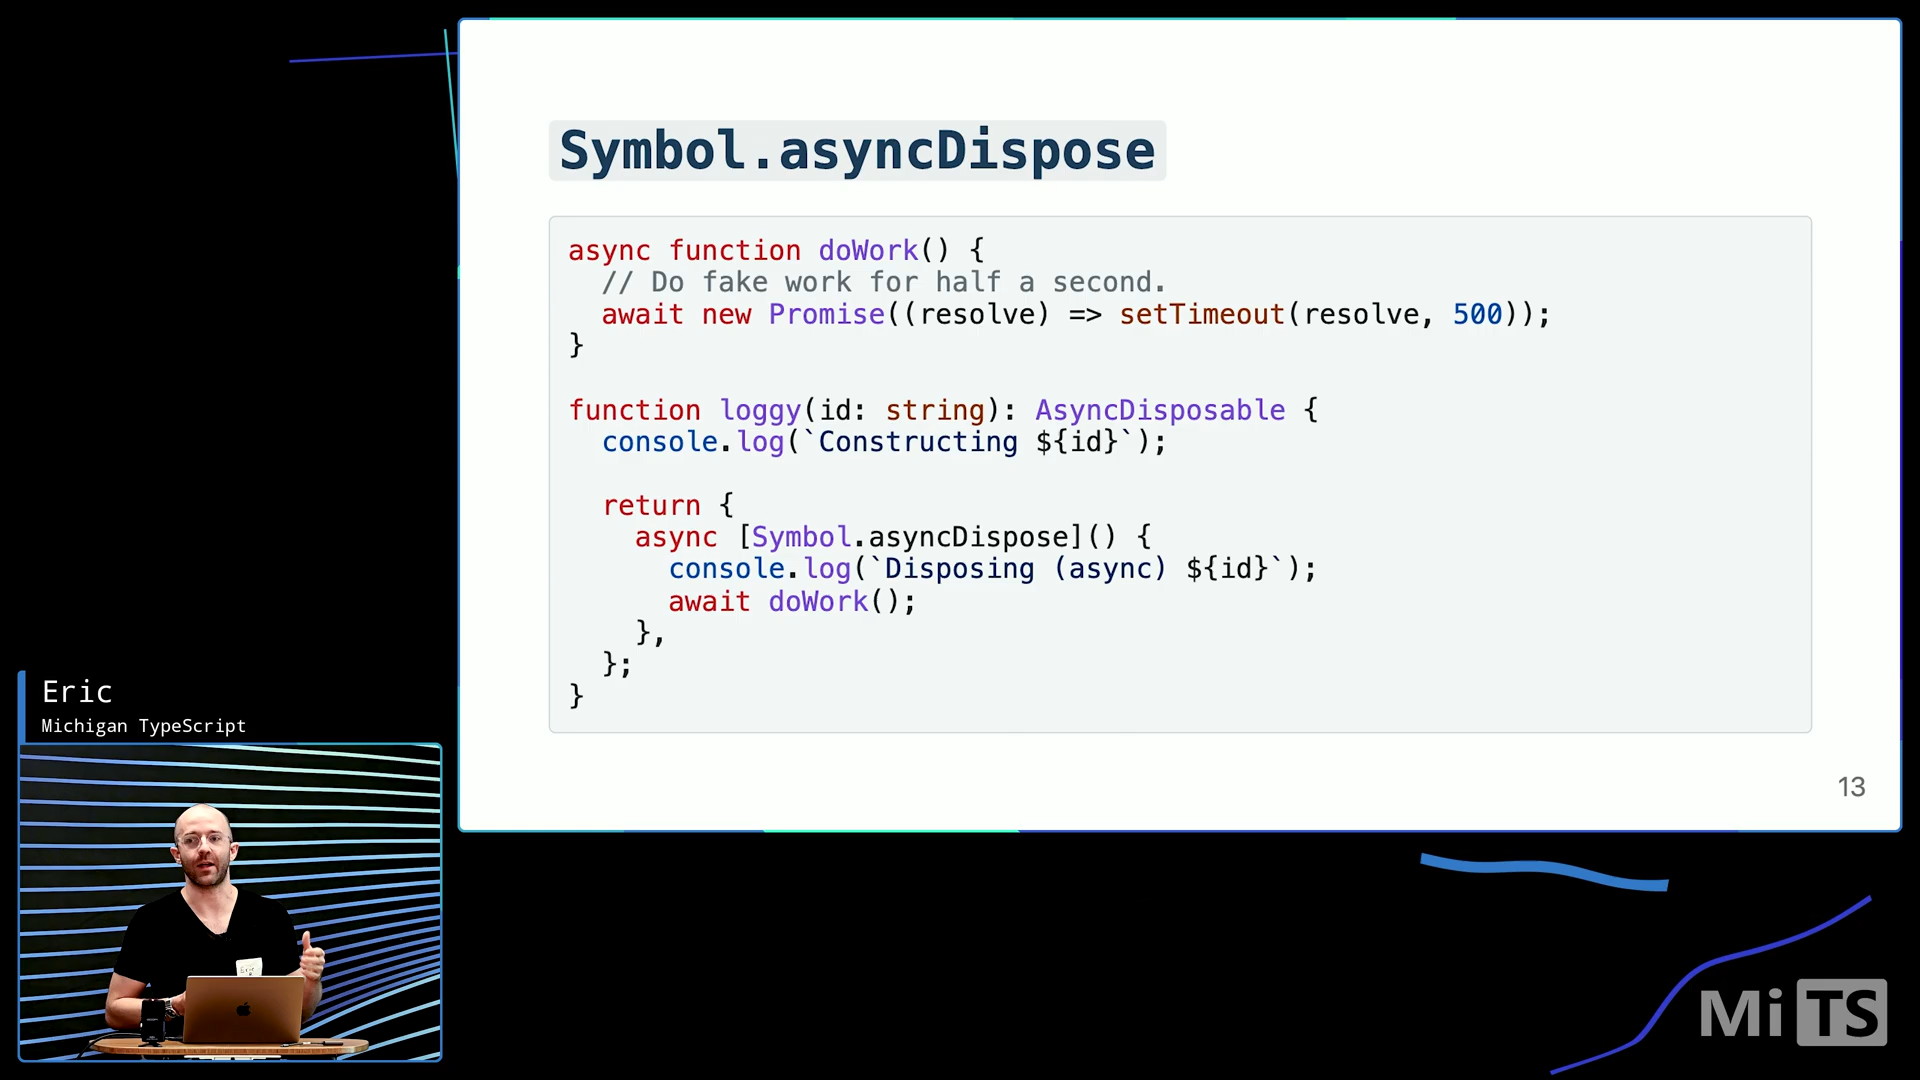 Symbol.asyncDispose
async function doWork() {
  // Do fake work for half a second.
  await new Promise((resolve) => setTimeout(resolve, 500));
}

function loggy(id: string): AsyncDisposable {
  console.log(`Constructing ${id}`);

  return {
    async [Symbol.asyncDispose]() {
      console.log(`Disposing (async) ${id}`);
      await doWork();
    },
  };
}
13
Eric
Michigan TypeScript
Eric
MiTS